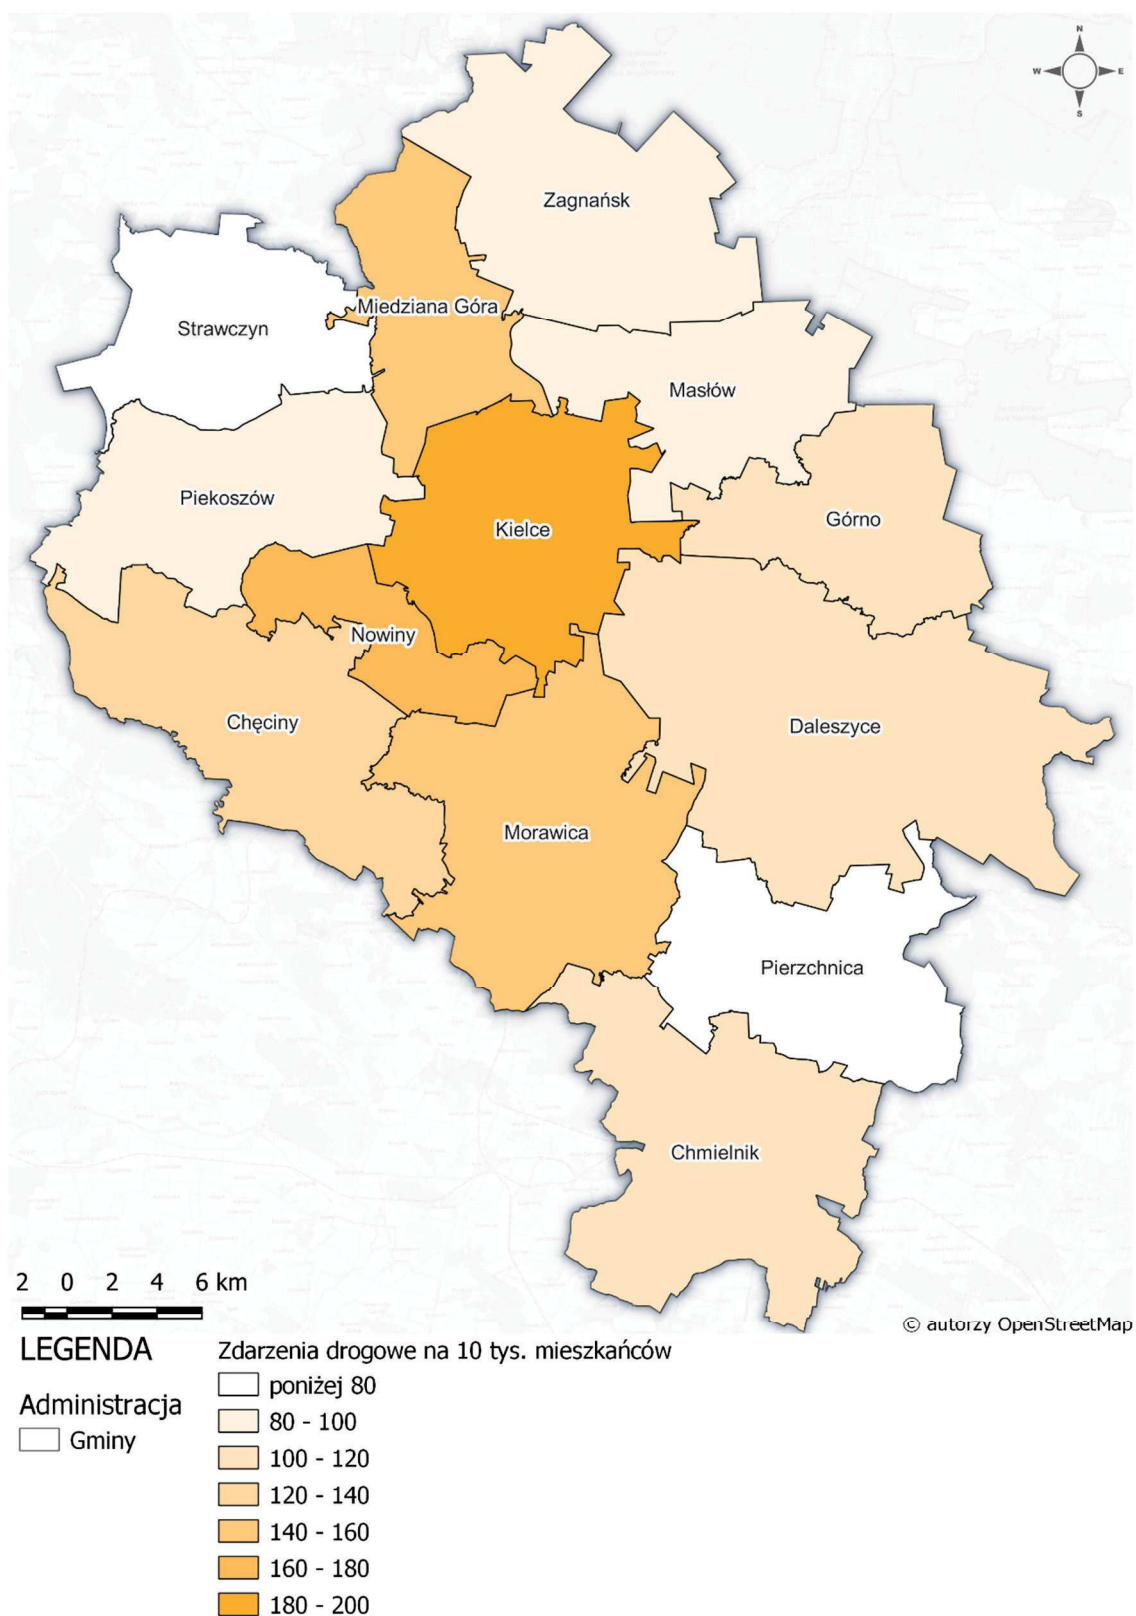 N
W E
S
Zagnańsk
Miedziana Góra
Strawczyn
Masłów
Piekoszów
Górno
Kielce
Nowiny
Chęciny
Daleszyce
Morawica
Pierzchnica
Chmielnik
2 0 2 4 6 km
© autorzy OpenStreetMap
LEGENDA
Administracja
Gminy
Zdarzenia drogowe na 10 tys. mieszkańców
poniżej 80
80 - 100
100 - 120
120 - 140
140 - 160
160 - 180
180 - 200